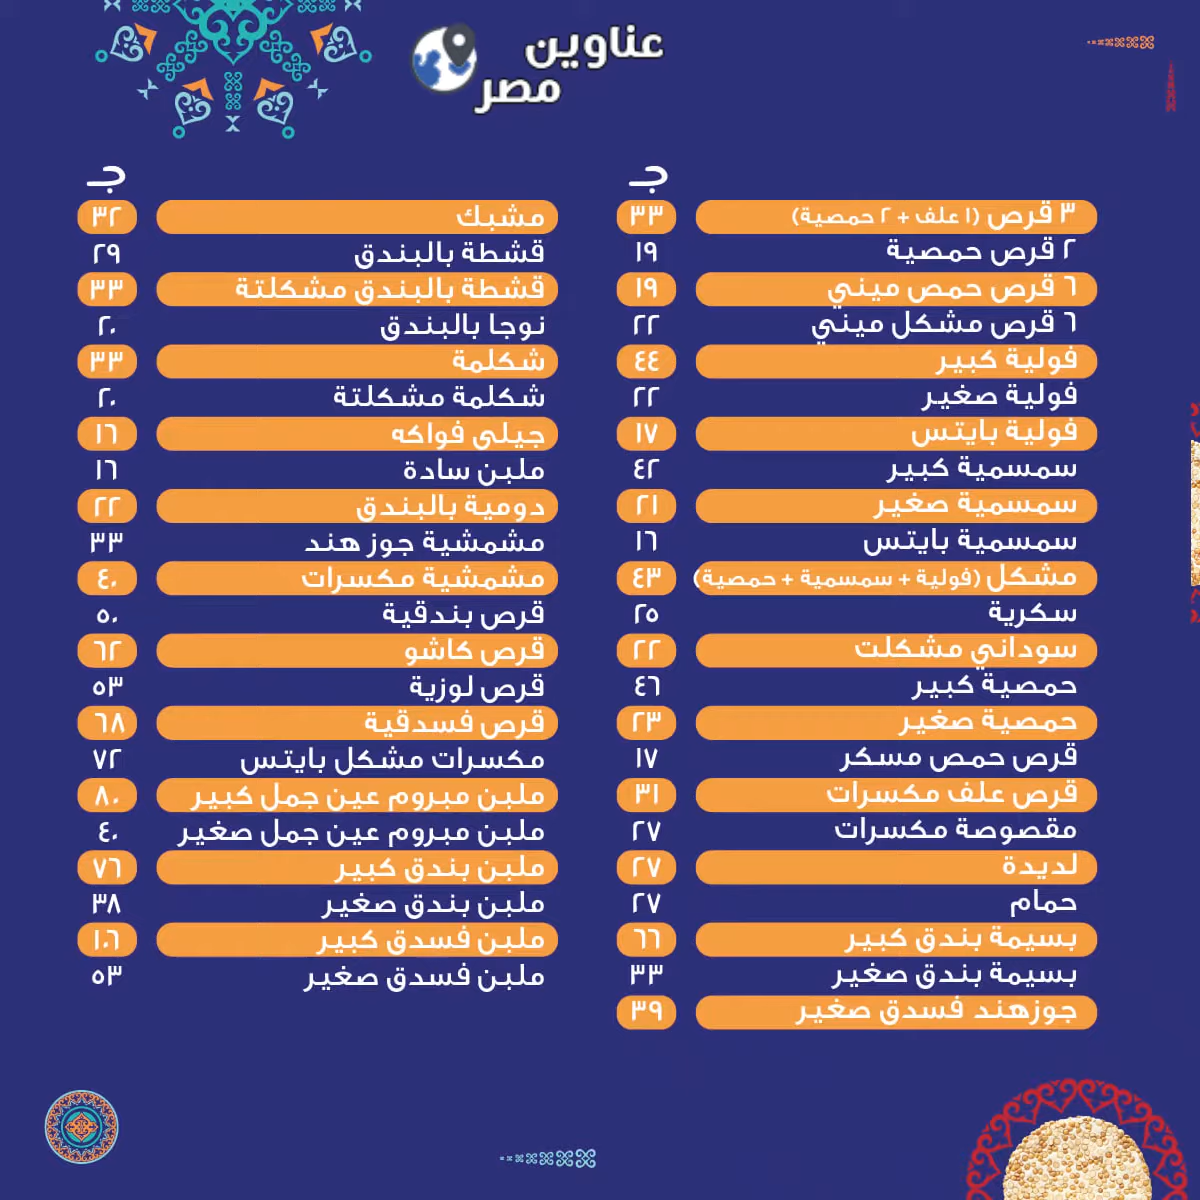 عناوين
مصر
جـ
٣ قرص (١ علف + ٢ حمصية) ٣٣
٢ قرص حمصية ١٩
٦ قرص حمص ميني ١٩
٦ قرص مشكل ميني ٢٢
فولية كبير ٤٤
فولية صغير ٢٢
فولية بايتس ١٧
سمسمية كبير ٤٢
سمسمية صغير ٢١
سمسمية بايتس ١٦
مشكل (فولية + سمسمية + حمصية) ٤٣
سكرية ٢٥
سوداني مشكلت ٢٢
حمصية كبير ٤٦
حمصية صغير ٢٣
قرص حمص مسكر ١٧
قرص علف مكسرات ٣١
مقصوصة مكسرات ٢٧
لديدة ٢٧
حمام ٢٧
بسيمة بندق كبير ٦٦
بسيمة بندق صغير ٣٣
جوزهند فسدق صغير ٣٩
جـ
مشبك ٣٢
قشطة بالبندق ٢٩
قشطة بالبندق مشكلتة ٣٣
نوجا بالبندق ٢٠
شكلمة ٣٣
شكلمة مشكلتة ٢٠
جيلى فواكه ١٦
ملبن سادة ١٦
دومية بالبندق ٢٢
مشمشية جوز هند ٣٣
مشمشية مكسرات ٤٠
قرص بندقية ٥٠
قرص كاشو ٦٢
قرص لوزية ٥٣
قرص فسدقية ٦٨
مكسرات مشكل بايتس ٧٢
ملبن مبروم عين جمل كبير ٨٠
ملبن مبروم عين جمل صغير ٤٠
ملبن بندق كبير ٧٦
ملبن بندق صغير ٣٨
ملبن فسدق كبير ١٠٦
ملبن فسدق صغير ٥٣